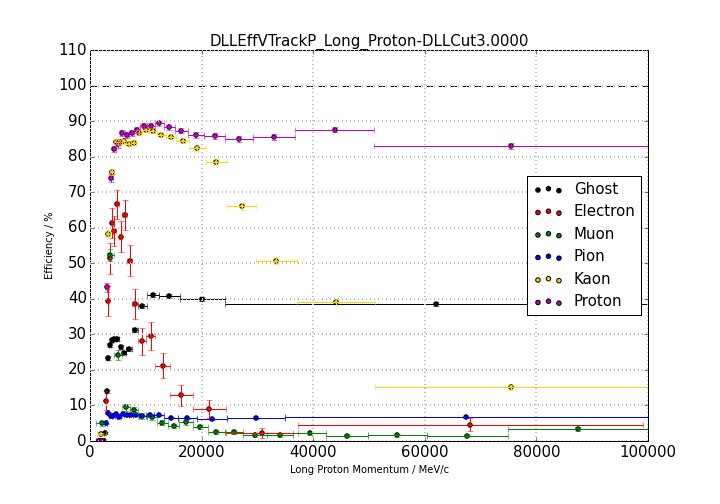 DLLEffVTrackP_Long_Proton-DLLCut3.0000
110
100
90
80
70
60
50
40
30
20
10
0
Efficiency / %
Ghost
Electron
Muon
Pion
Kaon
Proton
0 20000 40000 60000 80000 100000
Long Proton Momentum / MeV/c